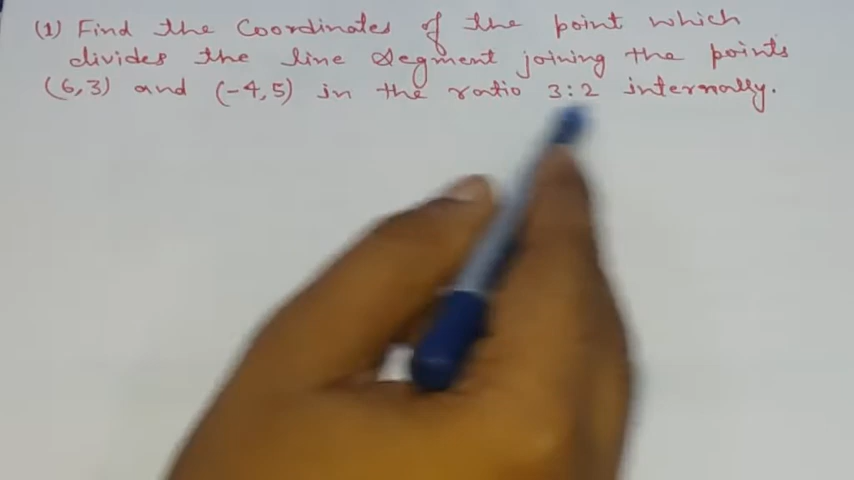 (1) Find the Coordinates of the point which
divides the line segment joining the points
(6,3) and (-4,5) in the ratio 3:2 internally.